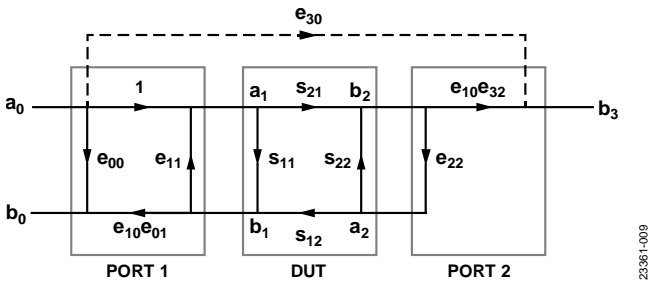 e30
1 a1 s21 b2 e10e32
a0 b3
e00 e11 s11 s22 e22
b0
e10e01 b1 s12 a2
PORT 1 DUT PORT 2
23361-009